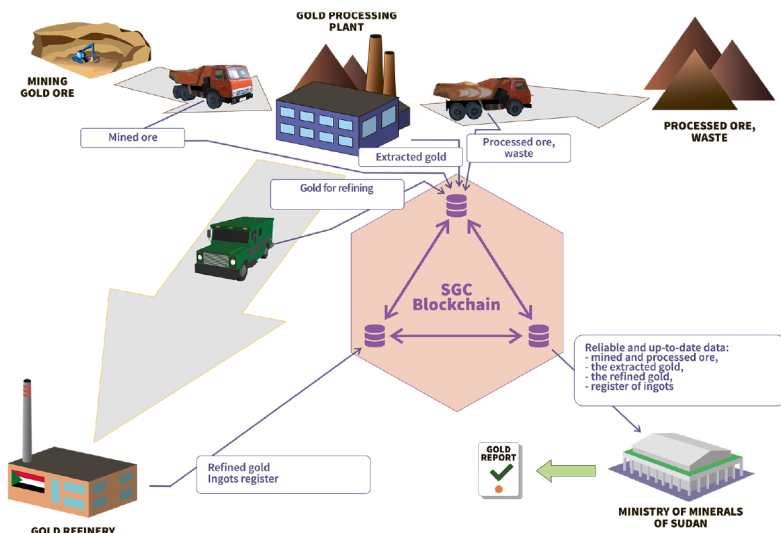 GOLD PROCESSING
PLANT
MINING
GOLD ORE
PROCESSED ORE,
WASTE
Mined ore
Extracted gold
Processed ore,
waste
Gold for refining
SGC
Blockchain
Reliable and up-to-date data:
- mined and processed ore,
- the extracted gold,
- the refined gold,
- register of ingots
GOLD
REPORT
Refined gold
Ingots register
MINISTRY OF MINERALS
OF SUDAN
GOLD REFINERY